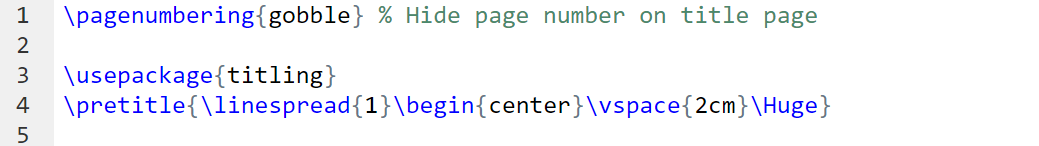 1 \pagenumbering{gobble} % Hide page number on title page
2
3 \usepackage{titling}
4 \pretitle{\linespread{1}\begin{center}\vspace{2cm}\Huge}
5